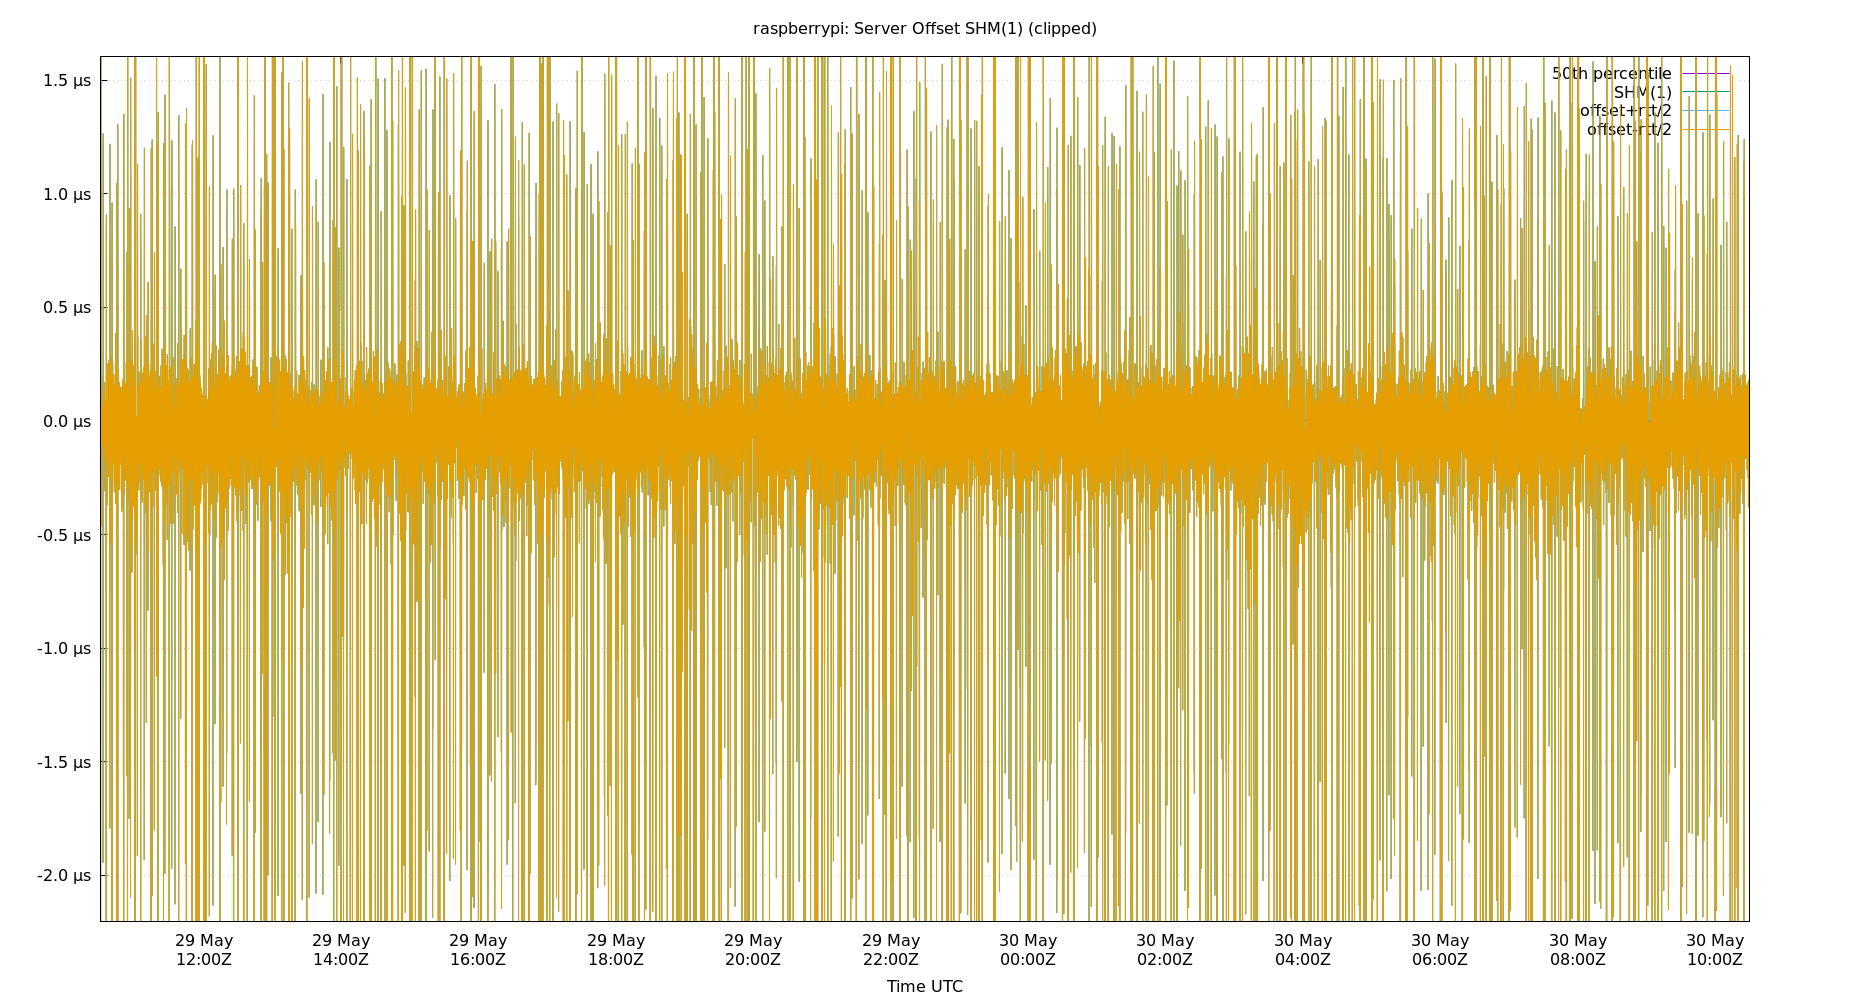 raspberrypi: Server Offset SHM(1) (clipped)
50th percentile
SHM(1)
offset+rtt/2
offset-rtt/2
1.5 µs
1.0 µs
0.5 µs
0.0 µs
-0.5 µs
-1.0 µs
-1.5 µs
-2.0 µs
29 May 29 May 29 May 29 May 29 May 29 May 30 May 30 May 30 May 30 May 30 May 30 May
12:00Z 14:00Z 16:00Z 18:00Z 20:00Z 22:00Z 00:00Z 02:00Z 04:00Z 06:00Z 08:00Z 10:00Z
Time UTC